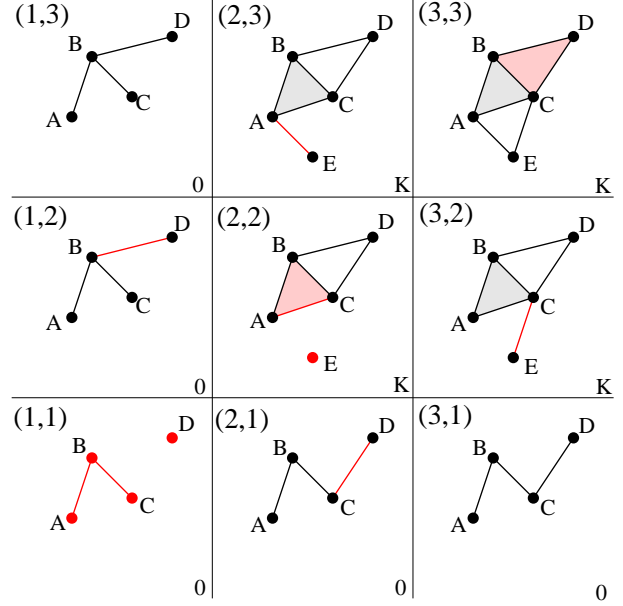 (1,3) D (2,3) D (3,3) D
B B B
C C C
A A A
E E
0 K K
(1,2) D (2,2) D (3,2) D
B B B
C C C
A A A
E E
0 K K
(1,1) D (2,1) D (3,1) D
B B B
A C A C A C
0 0 0